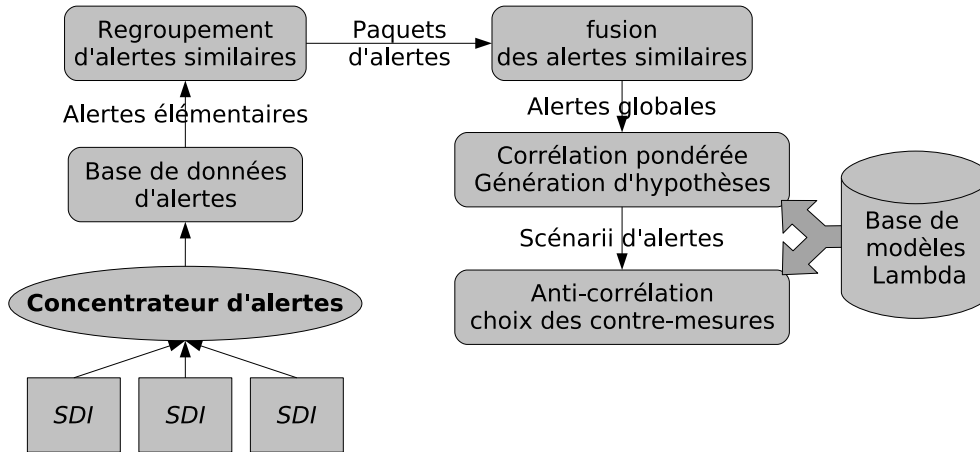 Regroupement
d'alertes similaires
Paquets
d'alertes
fusion
des alertes similaires
Alertes élémentaires
Alertes globales
Base de données
d'alertes
Corrélation pondérée
Génération d'hypothèses
Base de
modèles
Lambda
Scénarii d'alertes
Concentrateur d'alertes
Anti-corrélation
choix des contre-mesures
SDI
SDI
SDI